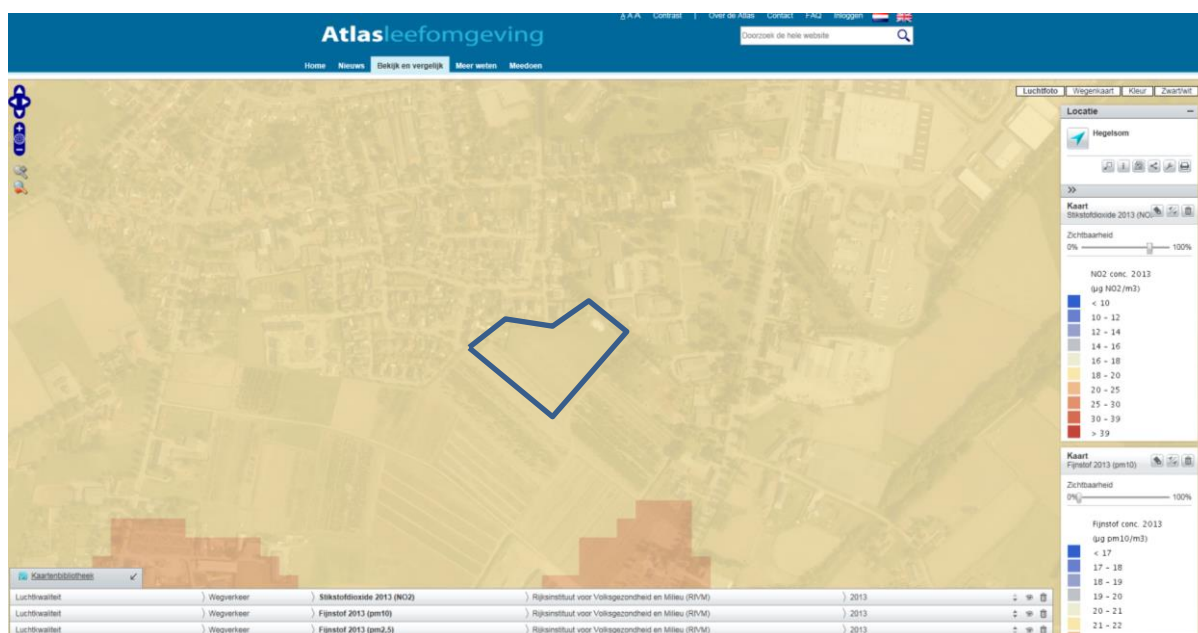 A A A Contrast | Over de Atlas Contact FAQ Inloggen
Atlasleefomgeving
Doorzoek de hele website
Home Nieuws Bekijk en vergelijk Meer weten Meedoen
Luchtfoto Wegenkaart Kleur Zwart/wit
Locatie –
Hegelsom
»
Kaart
Stikstofdioxide 2013 (NO2
Zichtbaarheid
0% 100%
NO2 conc. 2013
(µg NO2/m3)
< 10
10 - 12
12 - 14
14 - 16
16 - 18
18 - 20
20 - 25
25 - 30
30 - 39
> 39
Kaart
Fijnstof 2013 (pm10)
Zichtbaarheid
0% 100%
Fijnstof conc. 2013
(µg pm10/m3)
< 17
17 - 18
18 - 19
19 - 20
20 - 21
21 - 22
Kaartenbibliotheek
Luchtkwaliteit Wegverkeer Stikstofdioxide 2013 (NO2) Rijksinstituut voor Volksgezondheid en Milieu (RIVM) 2013
Luchtkwaliteit Wegverkeer Fijnstof 2013 (pm10) Rijksinstituut voor Volksgezondheid en Milieu (RIVM) 2013
Luchtkwaliteit Wegverkeer Fijnstof 2013 (pm2,5) Rijksinstituut voor Volksgezondheid en Milieu (RIVM) 2013